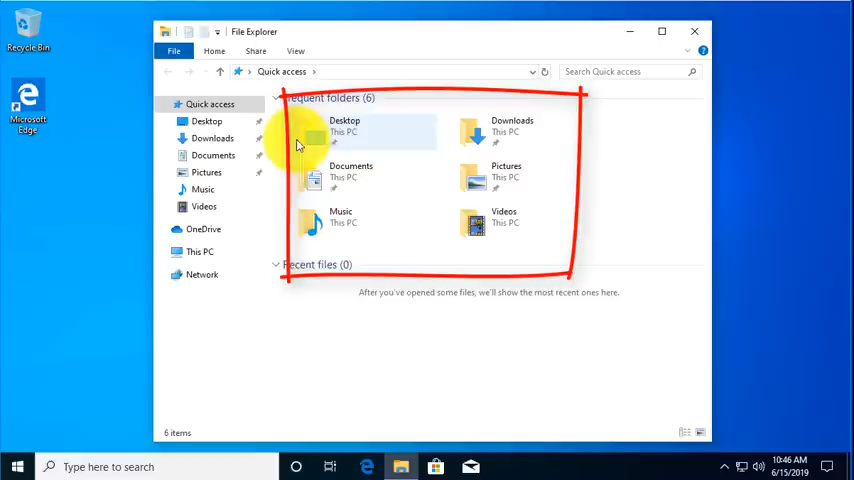 Recycle Bin
Microsoft
Edge
File Explorer
File
Home
Share
View
Quick access
Search Quick access
Quick access
Desktop
Downloads
Documents
Pictures
Music
Videos
OneDrive
This PC
Network
requent folders (6)
Desktop
This PC
Downloads
This PC
Documents
This PC
Pictures
This PC
Music
This PC
Videos
This PC
Recent files (0)
After you've opened some files, we'll show the most recent ones here.
6 items
Type here to search
10:46 AM
6/15/2019